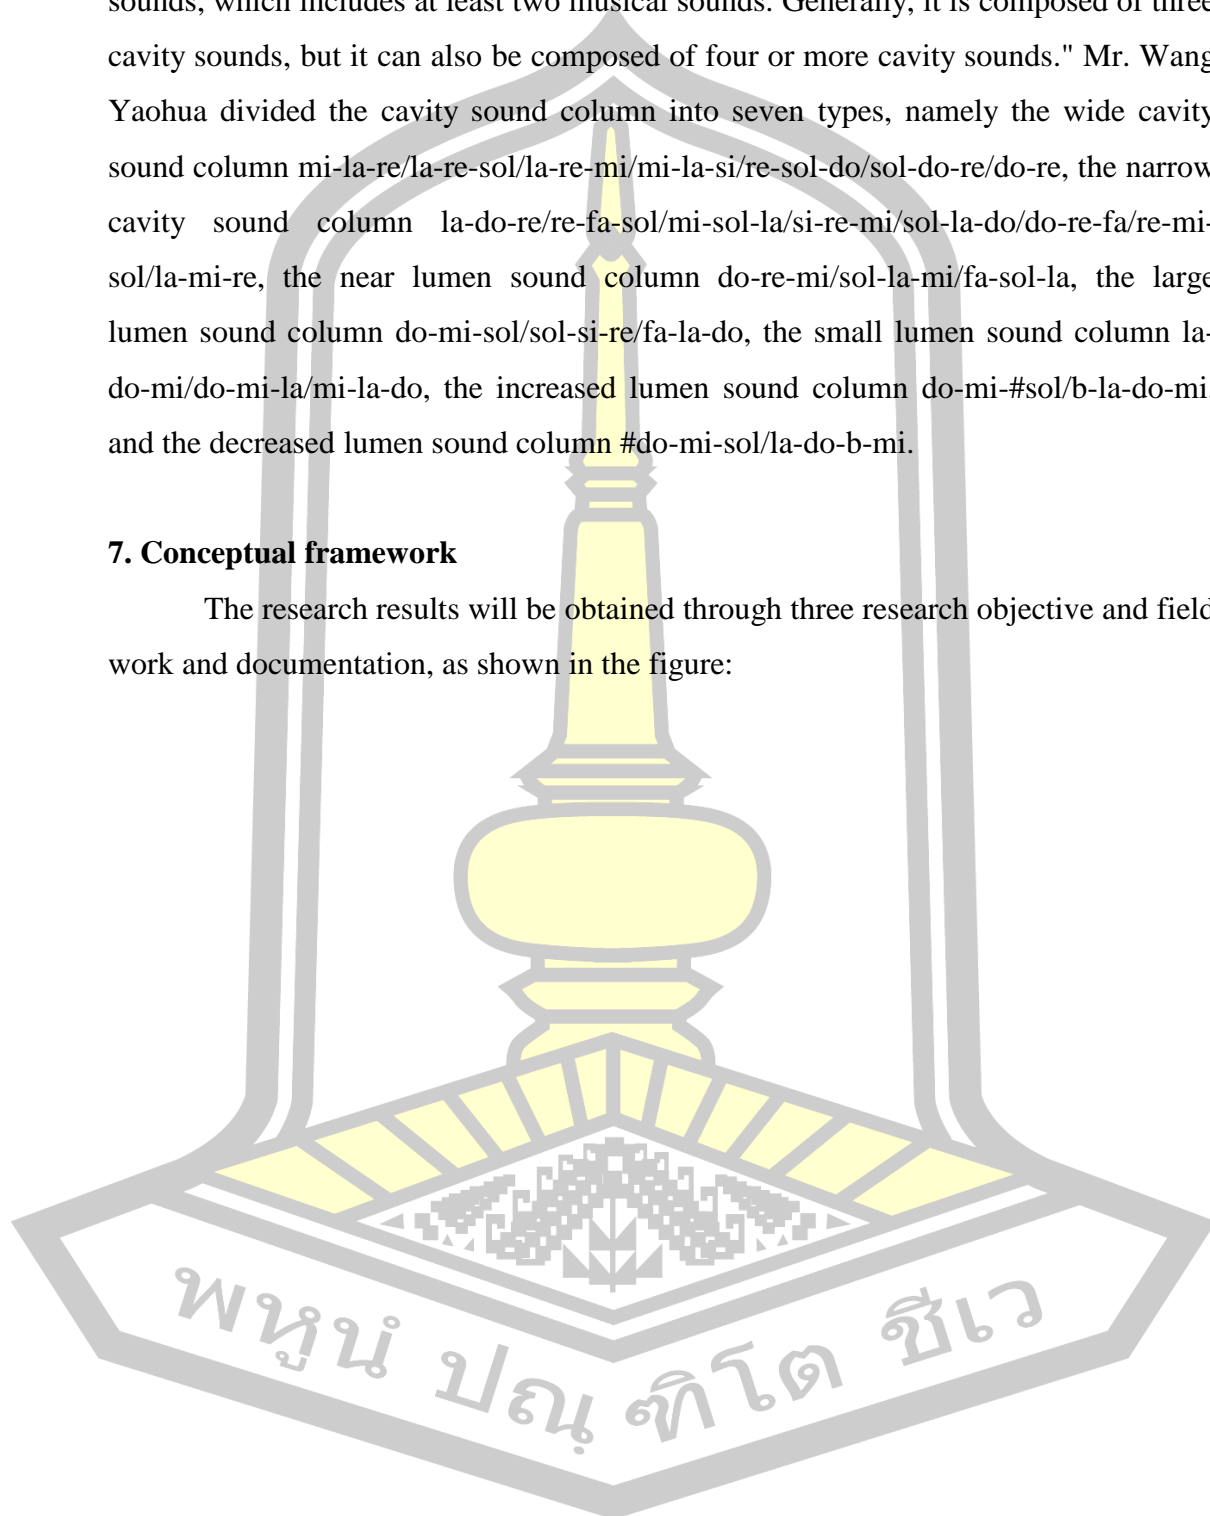 sounds, which includes at least two musical sounds. Generally, it is composed of three
cavity sounds, but it can also be composed of four or more cavity sounds." Mr. Wang
Yaohua divided the cavity sound column into seven types, namely the wide cavity
sound column mi-la-re/la-re-sol/la-re-mi/mi-la-si/re-sol-do/sol-do-re/do-re, the narrow
cavity sound column la-do-re/re-fa-sol/mi-sol-la/si-re-mi/sol-la-do/do-re-fa/re-mi-
sol/la-mi-re, the near lumen sound column do-re-mi/sol-la-mi/fa-sol-la, the large
lumen sound column do-mi-sol/sol-si-re/fa-la-do, the small lumen sound column la-
do-mi/do-mi-la/mi-la-do, the increased lumen sound column do-mi-#sol/b-la-do-mi,
and the decreased lumen sound column #do-mi-sol/la-do-b-mi.
7. Conceptual framework
The research results will be obtained through three research objective and field
work and documentation, as shown in the figure:
พหูนํ ปณฺฑิโต ชีเว